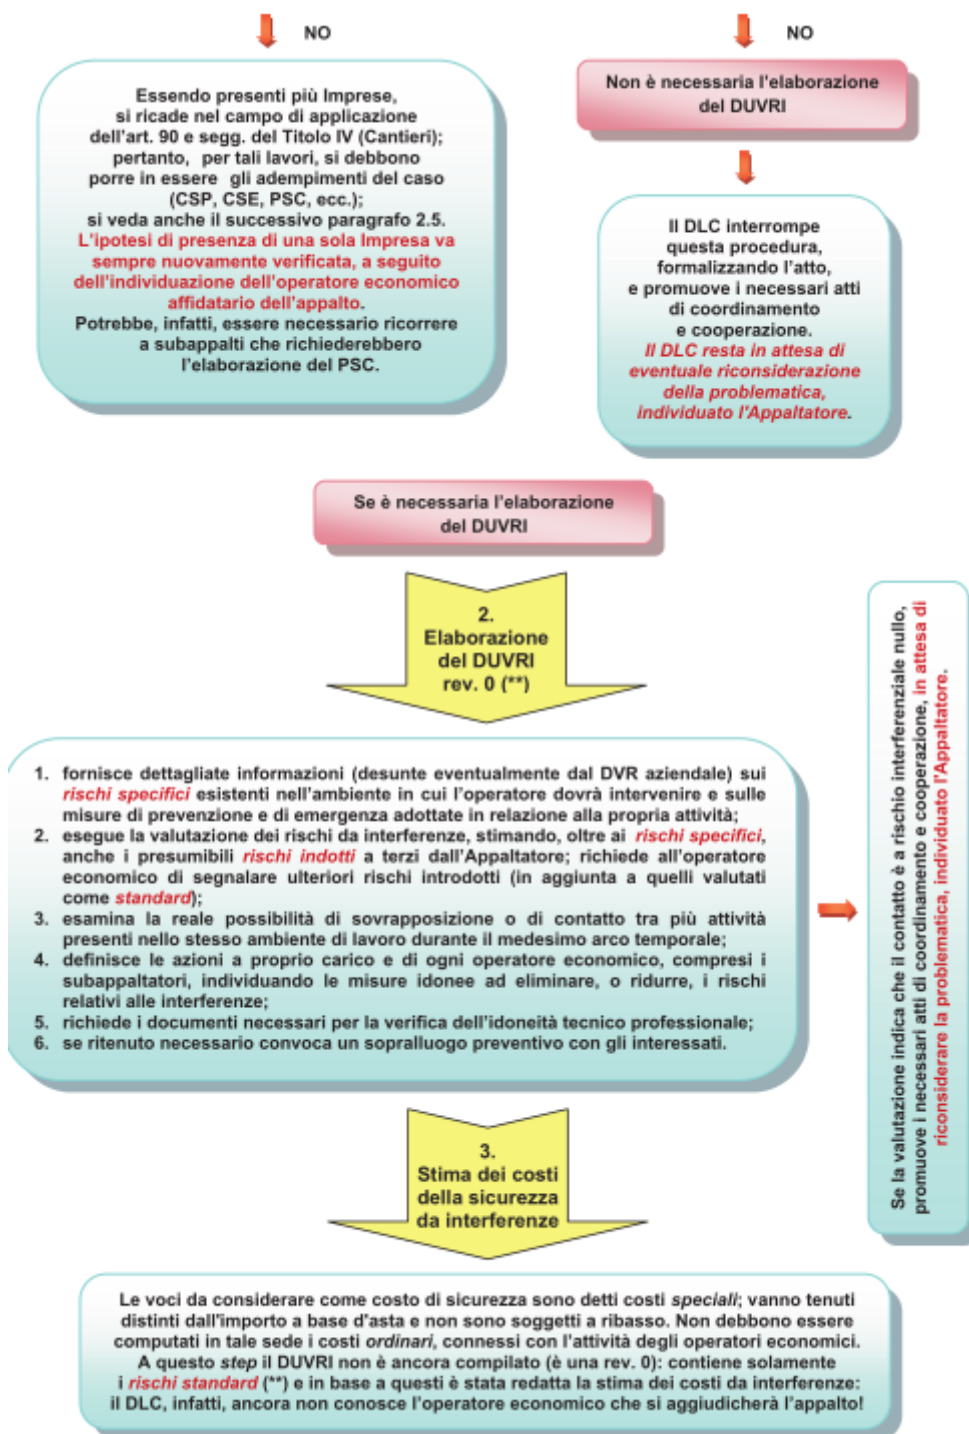 NO
Essendo presenti più Imprese,
si ricade nel campo di applicazione
dell'art. 90 e segg. del Titolo IV (Cantieri);
pertanto, per tali lavori, si debbono
porre in essere gli adempimenti del caso
(CSP, CSE, PSC, ecc.);
si veda anche il successivo paragrafo 2.5.
L'ipotesi di presenza di una sola Impresa va
sempre nuovamente verificata, a seguito
dell'individuazione dell'operatore economico
affidatario dell'appalto.
Potrebbe, infatti, essere necessario ricorrere
a subappalti che richiederebbero
l'elaborazione del PSC.
NO
Non è necessaria l'elaborazione
del DUVRI
Il DLC interrompe
questa procedura,
formalizzando l'atto,
e promuove i necessari atti
di coordinamento
e cooperazione.
Il DLC resta in attesa di
eventuale riconsiderazione
della problematica,
individuato l'Appaltatore.
Se è necessaria l'elaborazione
del DUVRI
2.
Elaborazione
del DUVRI
rev. 0 (**)
1. fornisce dettagliate informazioni (desunte eventualmente dal DVR aziendale) sui
rischi specifici esistenti nell'ambiente in cui l'operatore dovrà intervenire e sulle
misure di prevenzione e di emergenza adottate in relazione alla propria attività;
2. esegue la valutazione dei rischi da interferenze, stimando, oltre ai rischi specifici,
anche i presumibili rischi indotti a terzi dall'Appaltatore; richiede all'operatore
economico di segnalare ulteriori rischi introdotti (in aggiunta a quelli valutati
come standard);
3. esamina la reale possibilità di sovrapposizione o di contatto tra più attività
presenti nello stesso ambiente di lavoro durante il medesimo arco temporale;
4. definisce le azioni a proprio carico e di ogni operatore economico, compresi i
subappaltatori, individuando le misure idonee ad eliminare, o ridurre, i rischi
relativi alle interferenze;
5. richiede i documenti necessari per la verifica dell'idoneità tecnico professionale;
6. se ritenuto necessario convoca un sopralluogo preventivo con gli interessati.
Se la valutazione indica che il contatto è a rischio interferenziale nullo,
promuove i necessari atti di coordinamento e cooperazione, in attesa di
riconsiderare la problematica, individuato l'Appaltatore.
3.
Stima dei costi
della sicurezza
da interferenze
Le voci da considerare come costo di sicurezza sono detti costi speciali; vanno tenuti
distinti dall'importo a base d'asta e non sono soggetti a ribasso. Non debbono essere
computati in tale sede i costi ordinari, connessi con l'attività degli operatori economici.
A questo step il DUVRI non è ancora compilato (è una rev. 0): contiene solamente
i rischi standard (**) e in base a questi è stata redatta la stima dei costi da interferenze:
il DLC, infatti, ancora non conosce l'operatore economico che si aggiudicherà l'appalto!